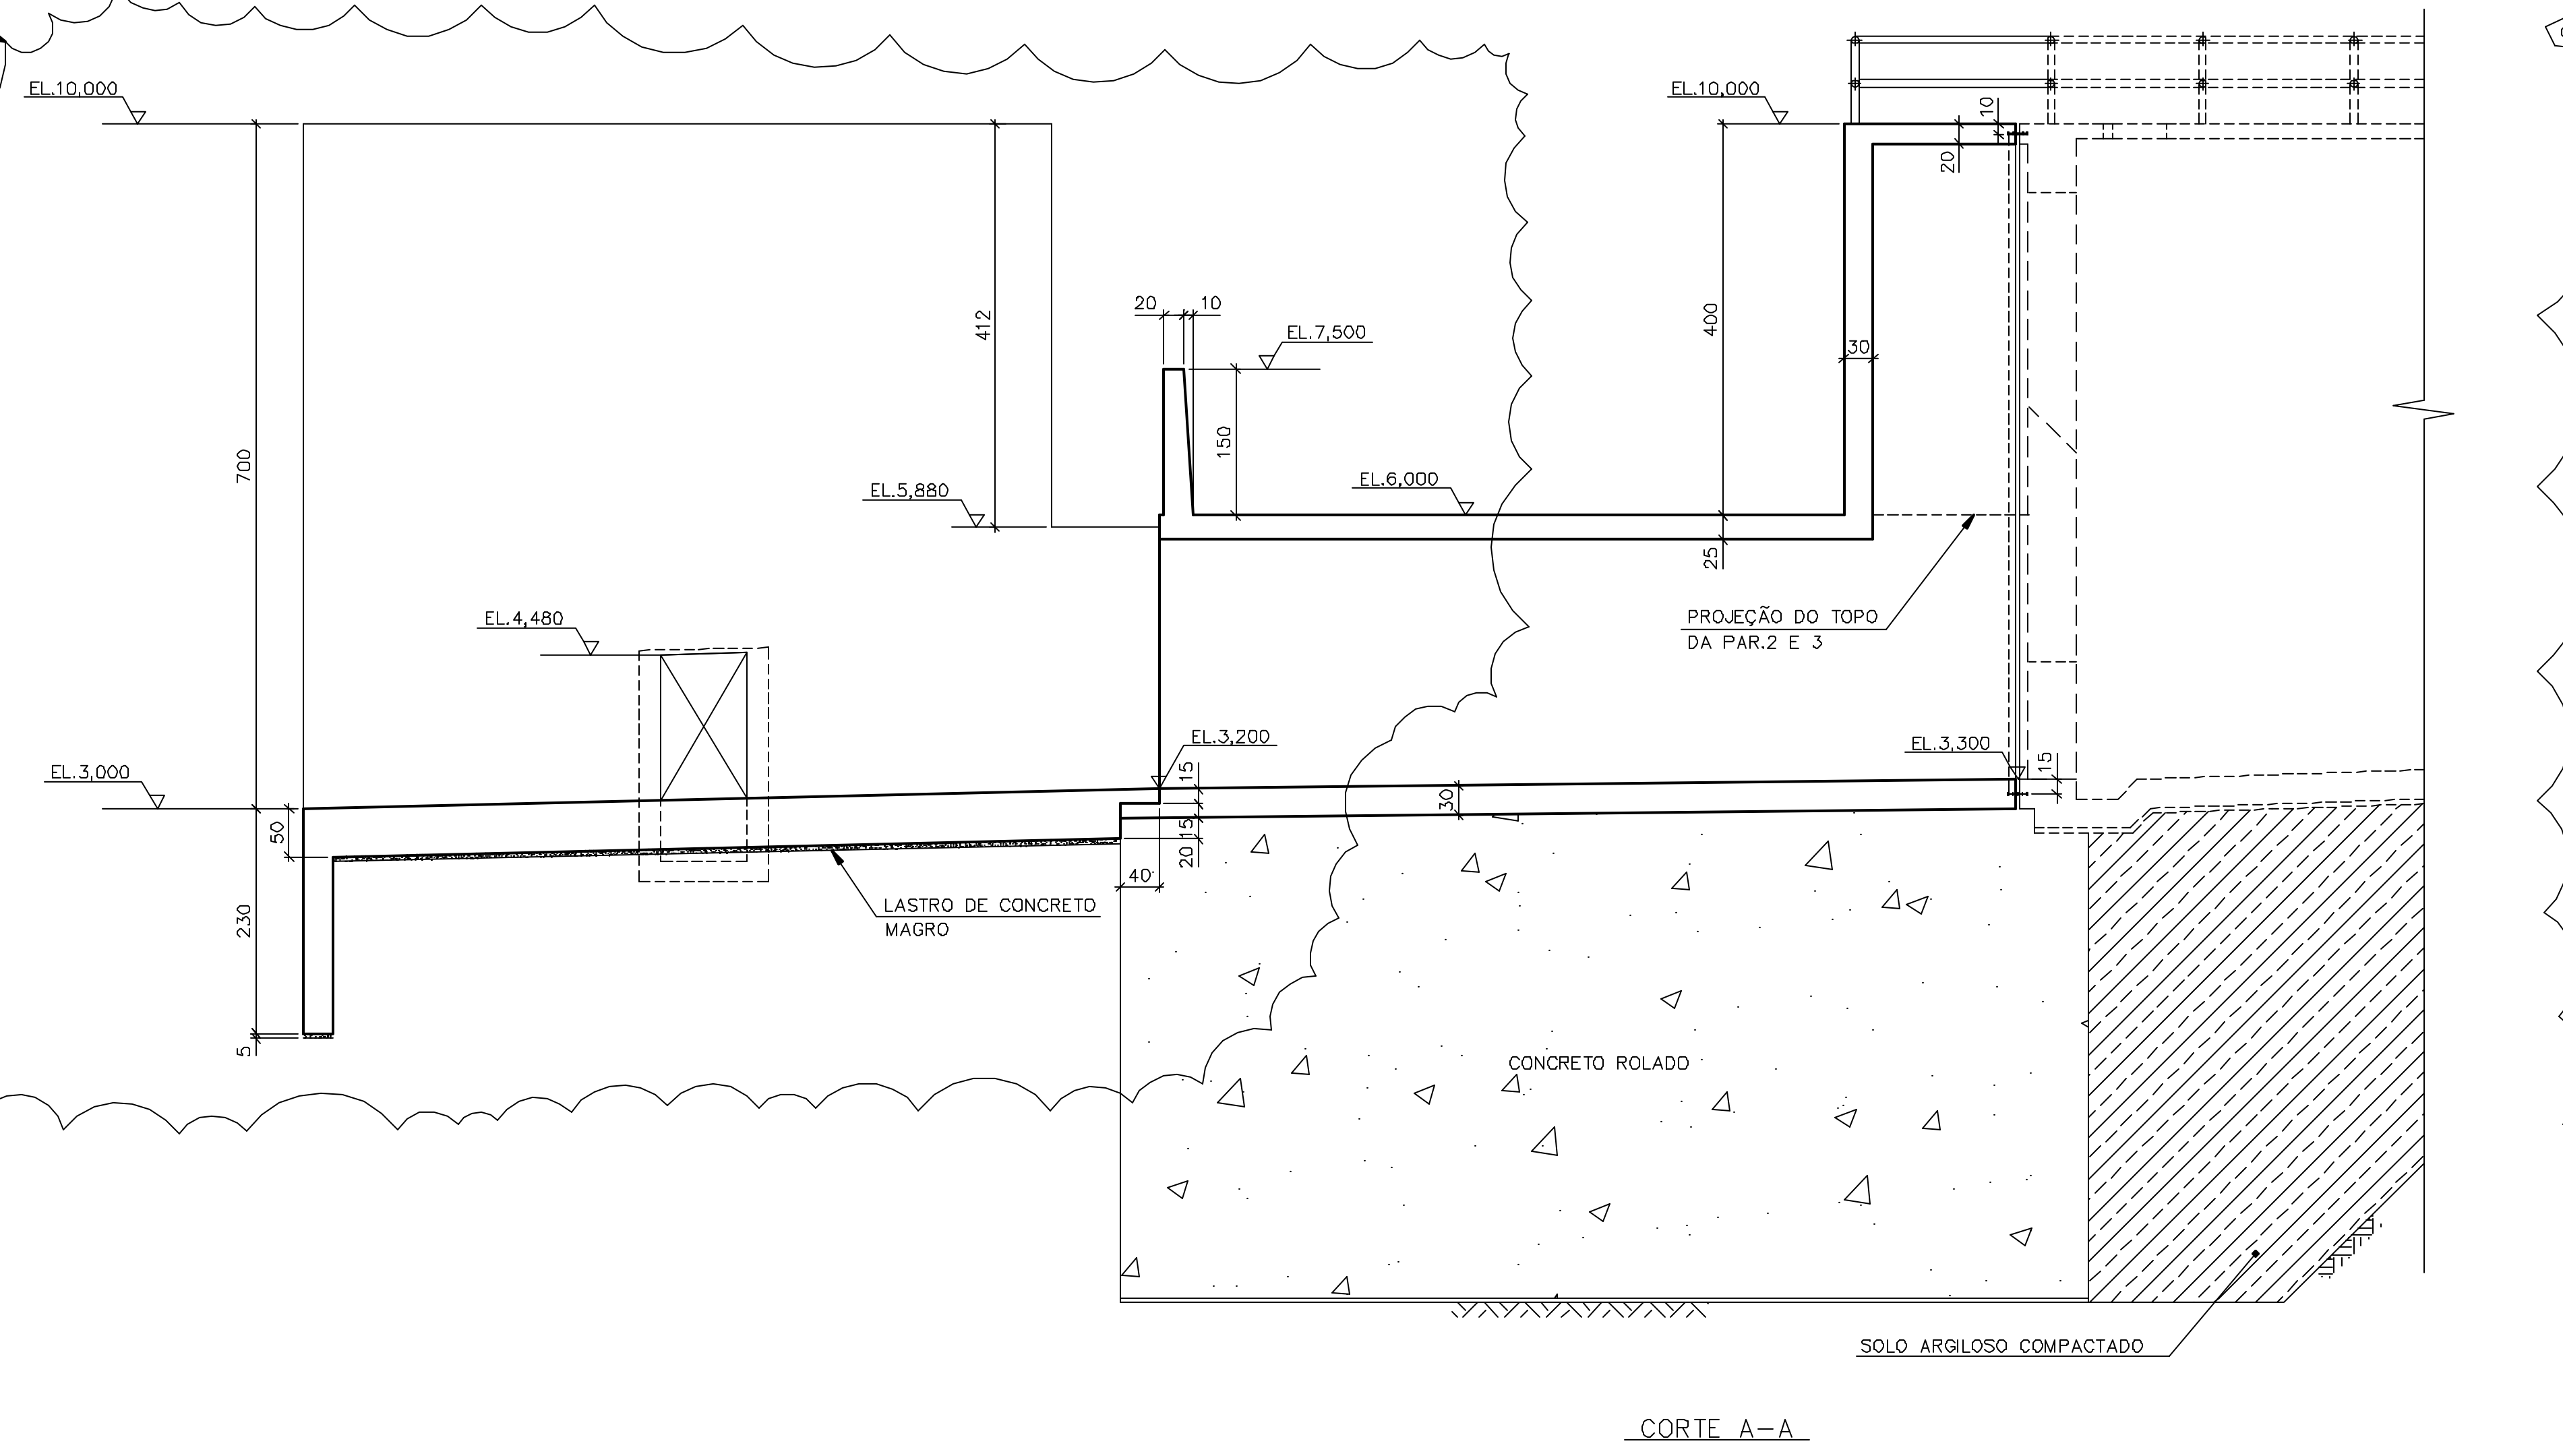 EL.10,000
EL.10,000
10
20
20
10
EL.7,500
412
400
30
150
700
EL.5,880
EL.6,000
25
EL.4,480
PROJEÇÃO DO TOPO
DA PAR.2 E 3
EL.3,200
EL.3,300
EL.3,000
15
15
30
50
15
20
40
LASTRO DE CONCRETO
MAGRO
230
5
CONCRETO ROLADO
SOLO ARGILOSO COMPACTADO
CORTE A-A